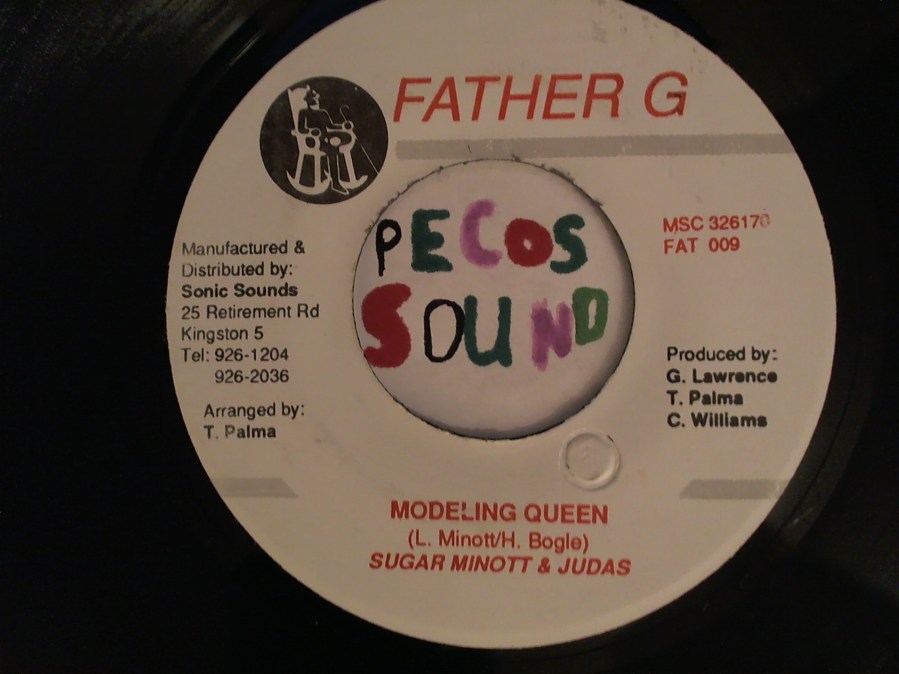 FATHER G
MSC 326170
FAT 009
Manufactured &
Distributed by:
Sonic Sounds
25 Retirement Rd
Kingston 5
Tel: 926-1204
926-2036
Arranged by:
T. Palma
PECOS
SOUND
Produced by:
G. Lawrence
T. Palma
C. Williams
MODELING QUEEN
(L. Minott/H. Bogle)
SUGAR MINOTT & JUDAS